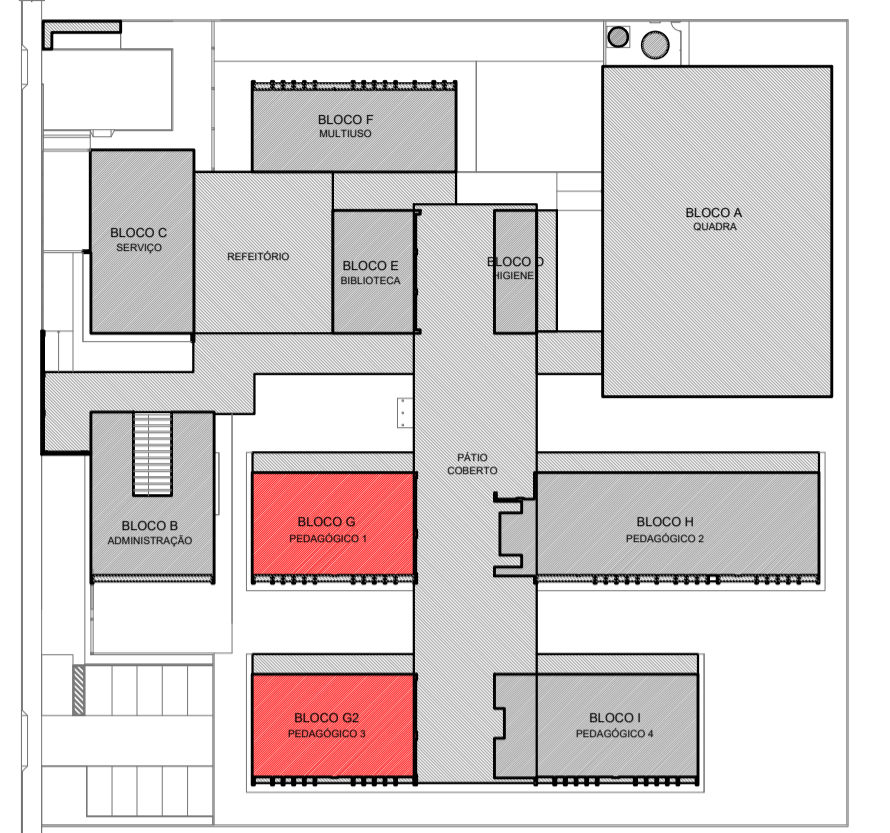 BLOCO F
MULTIUSO
BLOCO A
QUADRA
BLOCO C
SERVIÇO
REFEITÓRIO
BLOCO E
BIBLIOTECA
BLOCO D
HIGIENE
PÁTIO
COBERTO
BLOCO B
ADMINISTRAÇÃO
BLOCO G
PEDAGÓGICO 1
BLOCO H
PEDAGÓGICO 2
BLOCO G2
PEDAGÓGICO 3
BLOCO I
PEDAGÓGICO 4